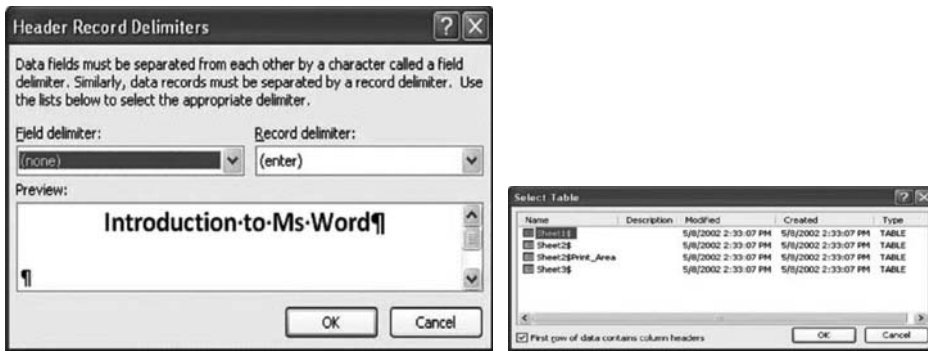 Header Record Delimiters
Data fields must be separated from each other by a character called a field
delimiter. Similarly, data records must be separated by a record delimiter. Use
the lists below to select the appropriate delimiter.
Field delimiter: Record delimiter:
(none) (enter)
Preview:
Introduction·to·Ms·Word¶
¶
OK Cancel
Select Table
Name Description Modified Created Type
Sheet1$ 5/8/2002 2:33:07 PM 5/8/2002 2:33:07 PM TABLE
Sheet2$ 5/8/2002 2:33:07 PM 5/8/2002 2:33:07 PM TABLE
Sheet2$Print_Area 5/8/2002 2:33:07 PM 5/8/2002 2:33:07 PM TABLE
Sheet3$ 5/8/2002 2:33:07 PM 5/8/2002 2:33:07 PM TABLE
First row of data contains column headers OK Cancel